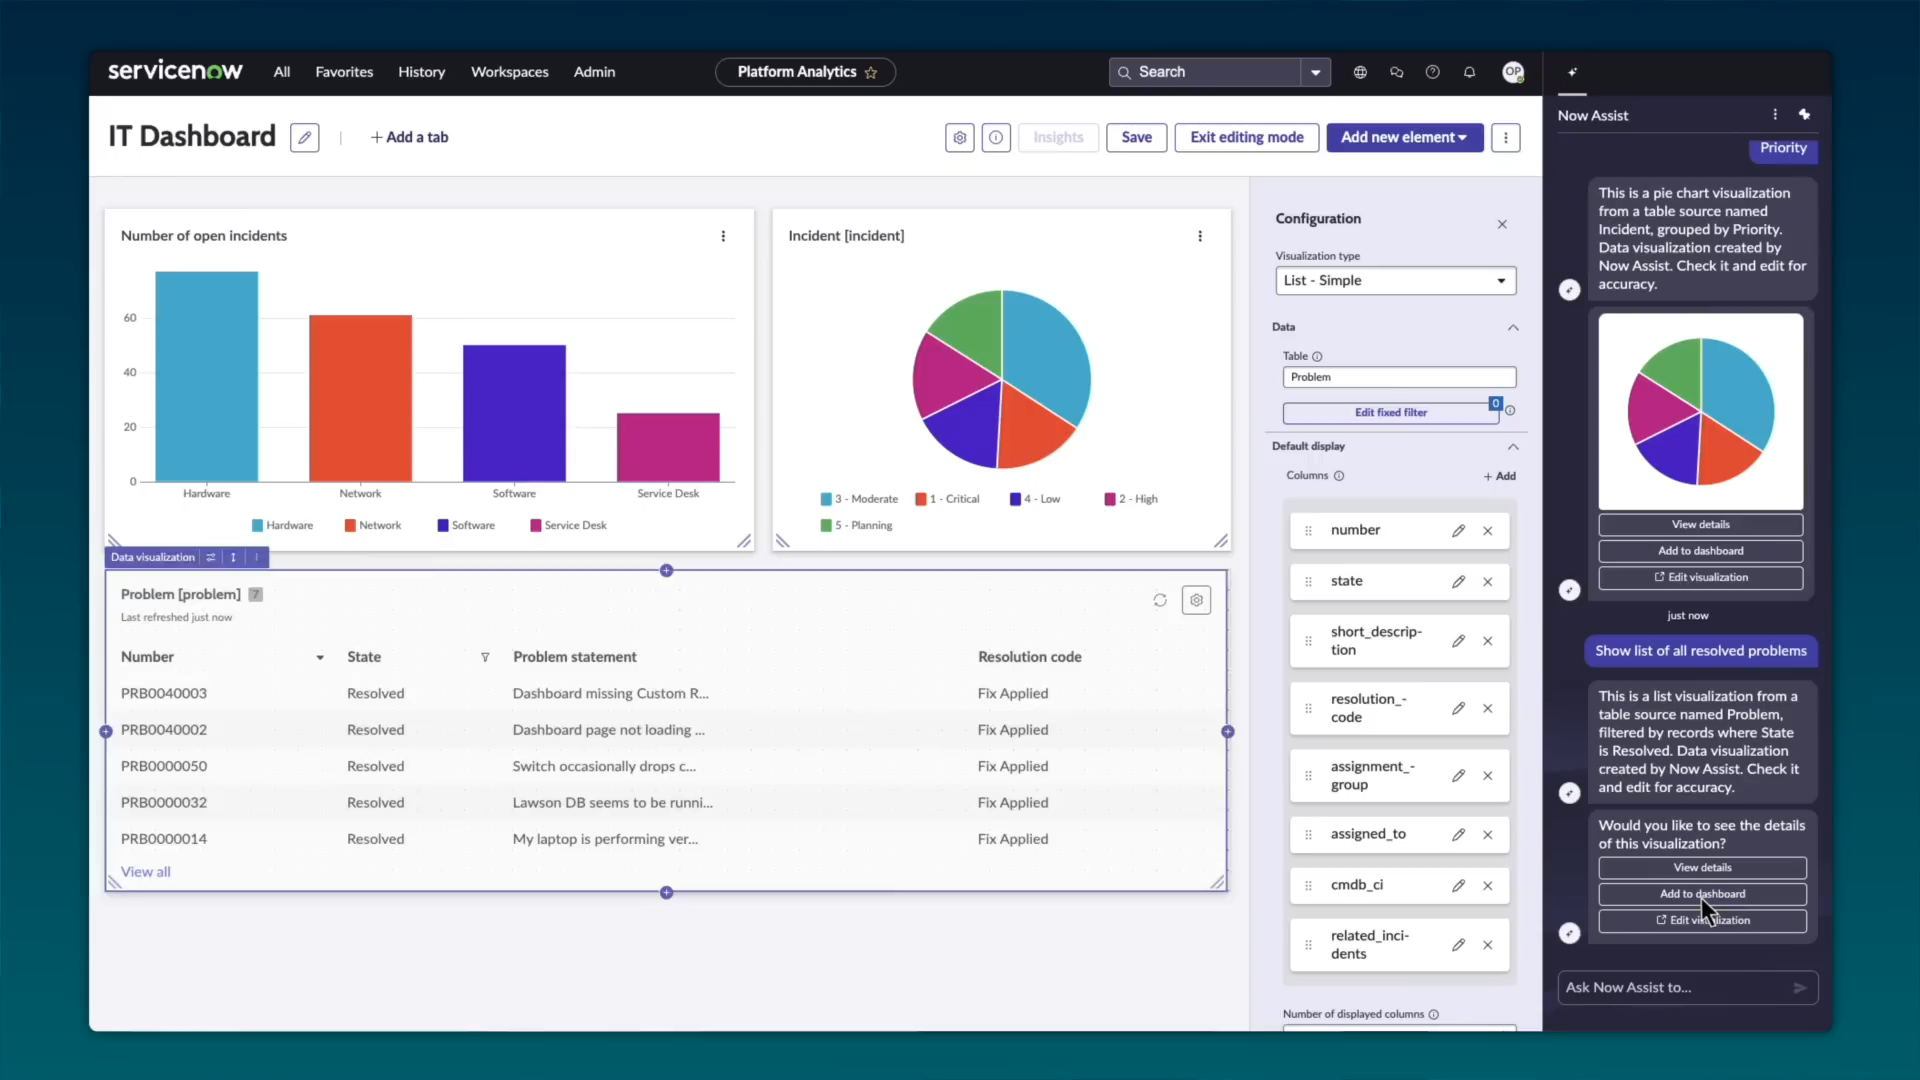 servicenow
All
Favorites
History
Workspaces
Admin
Platform Analytics
Search
OP
IT Dashboard
+ Add a tab
Insights
Save
Exit editing mode
Add new element
Number of open incidents
60
40
20
0
Hardware
Network
Software
Service Desk
Hardware
Network
Software
Service Desk
Incident [incident]
3 - Moderate
1 - Critical
4 - Low
2 - High
5 - Planning
Data visualization
Problem [problem] 7
Last refreshed just now
Number
State
Problem statement
Resolution code
PRB0040003
Resolved
Dashboard missing Custom R...
Fix Applied
PRB0040002
Resolved
Dashboard page not loading ...
Fix Applied
PRB0000050
Resolved
Switch occasionally drops c...
Fix Applied
PRB0000032
Resolved
Lawson DB seems to be runni...
Fix Applied
PRB0000014
Resolved
My laptop is performing ver...
Fix Applied
View all
Configuration
Visualization type
List - Simple
Data
Table
Problem
Edit fixed filter
0
Default display
Columns
+ Add
number
state
short_descrip-
tion
resolution_-
code
assignment_-
group
assigned_to
cmdb_ci
related_inci-
dents
Number of displayed columns
Now Assist
Priority
This is a pie chart visualization
from a table source named
Incident, grouped by Priority.
Data visualization created by
Now Assist. Check it and edit for
accuracy.
View details
Add to dashboard
Edit visualization
just now
Show list of all resolved problems
This is a list visualization from a
table source named Problem,
filtered by records where State
is Resolved. Data visualization
created by Now Assist. Check it
and edit for accuracy.
Would you like to see the details
of this visualization?
View details
Add to dashboard
Edit visualization
Ask Now Assist to...